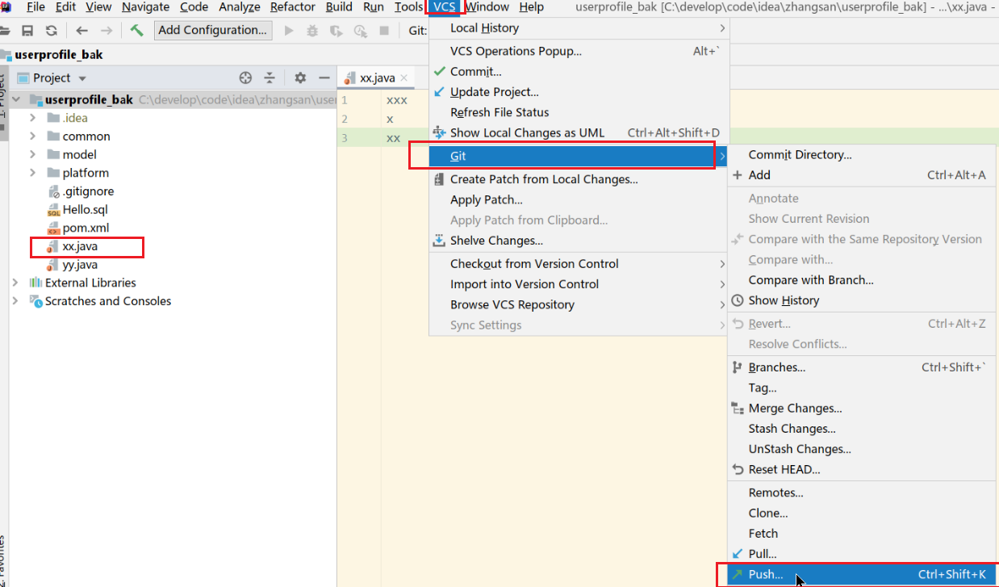 File Edit View Navigate Code Analyze Refactor Build Run Tools VCS Window Help userprofile_bak [C:\develop\code\idea\zhangsan\userprofile_bak] - ...\xx.java -
Add Configuration... Git:
userprofile_bak
Project
xx.java
userprofile_bak C:\develop\code\idea\zhangsan\user
.idea
common
model
platform
.gitignore
Hello.sql
pom.xml
xx.java
yy.java
External Libraries
Scratches and Consoles
1 xxx
2 x
3 xx
Local History
VCS Operations Popup... Alt+`
Commit...
Update Project...
Refresh File Status
Show Local Changes as UML Ctrl+Alt+Shift+D
Git
Create Patch from Local Changes...
Apply Patch...
Apply Patch from Clipboard...
Shelve Changes...
Checkout from Version Control
Import into Version Control
Browse VCS Repository
Sync Settings
Commit Directory...
Add Ctrl+Alt+A
Annotate
Show Current Revision
Compare with the Same Repository Version
Compare with...
Compare with Branch...
Show History
Revert... Ctrl+Alt+Z
Resolve Conflicts...
Branches... Ctrl+Shift+`
Tag...
Merge Changes...
Stash Changes...
UnStash Changes...
Reset HEAD...
Remotes...
Clone...
Fetch
Pull...
Push... Ctrl+Shift+K